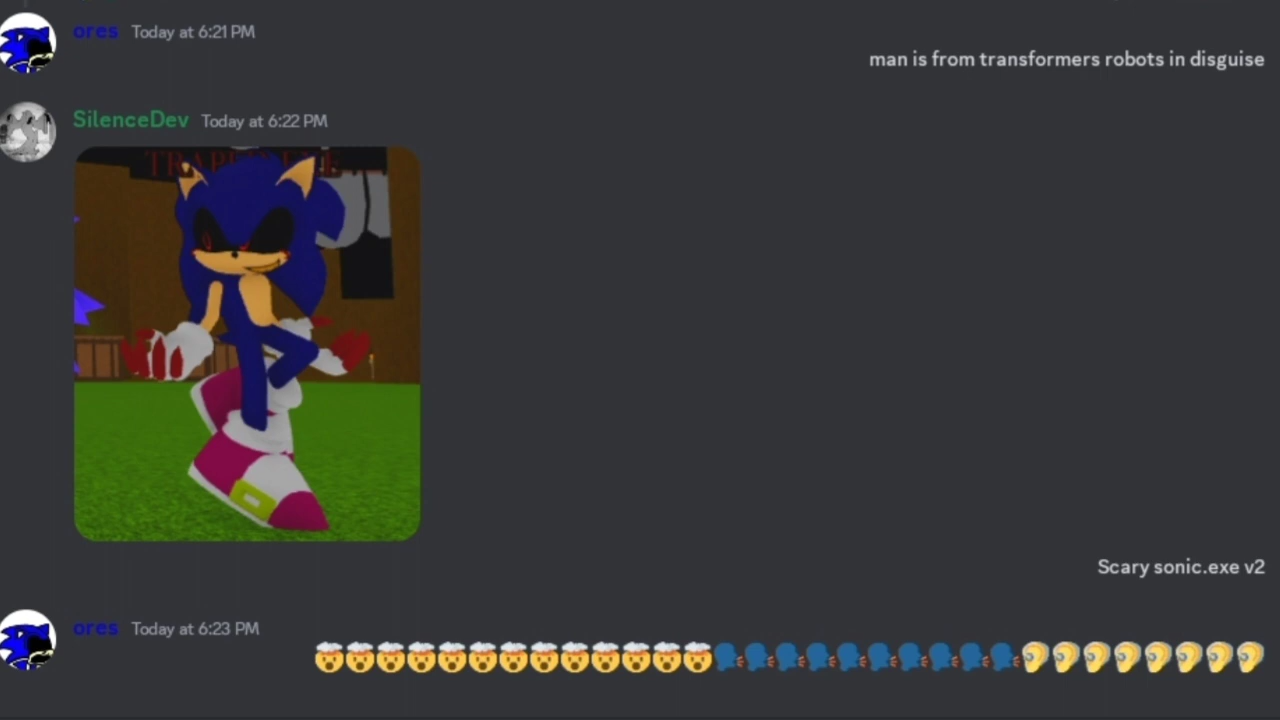 ores Today at 6:21 PM
man is from transformers robots in disguise
SilenceDev Today at 6:22 PM
Scary sonic.exe v2
ores Today at 6:23 PM
🤯🤯🤯🤯🤯🤯🤯🤯🤯🤯🤯🤯🤯🗣️🗣️🗣️🗣️🗣️🗣️🗣️🗣️🗣️🗣️🦻🦻🦻🦻🦻🦻🦻🦻